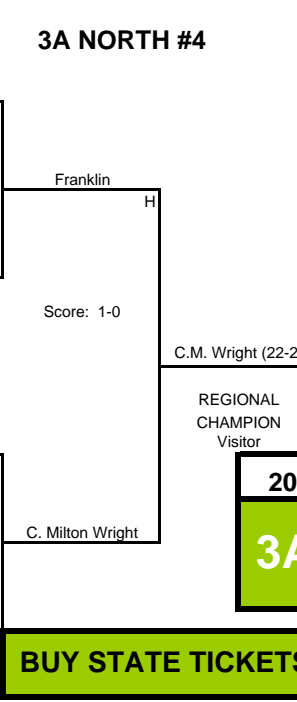 3A NORTH #4
Franklin
H
Score: 1-0
C.M. Wright (22-2
REGIONAL
CHAMPION
Visitor
20
C. Milton Wright
3A
BUY STATE TICKETS